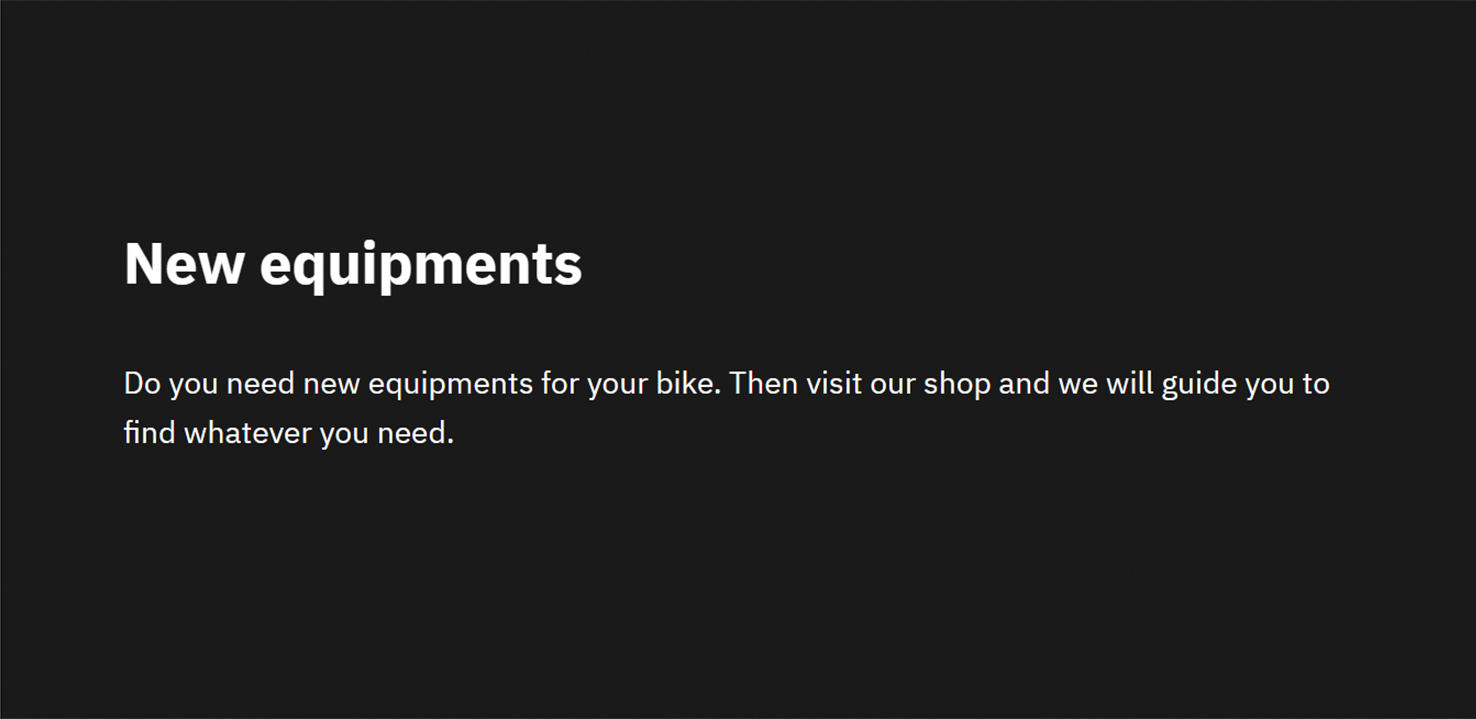 New equipments
Do you need new equipments for your bike. Then visit our shop and we will guide you to
find whatever you need.